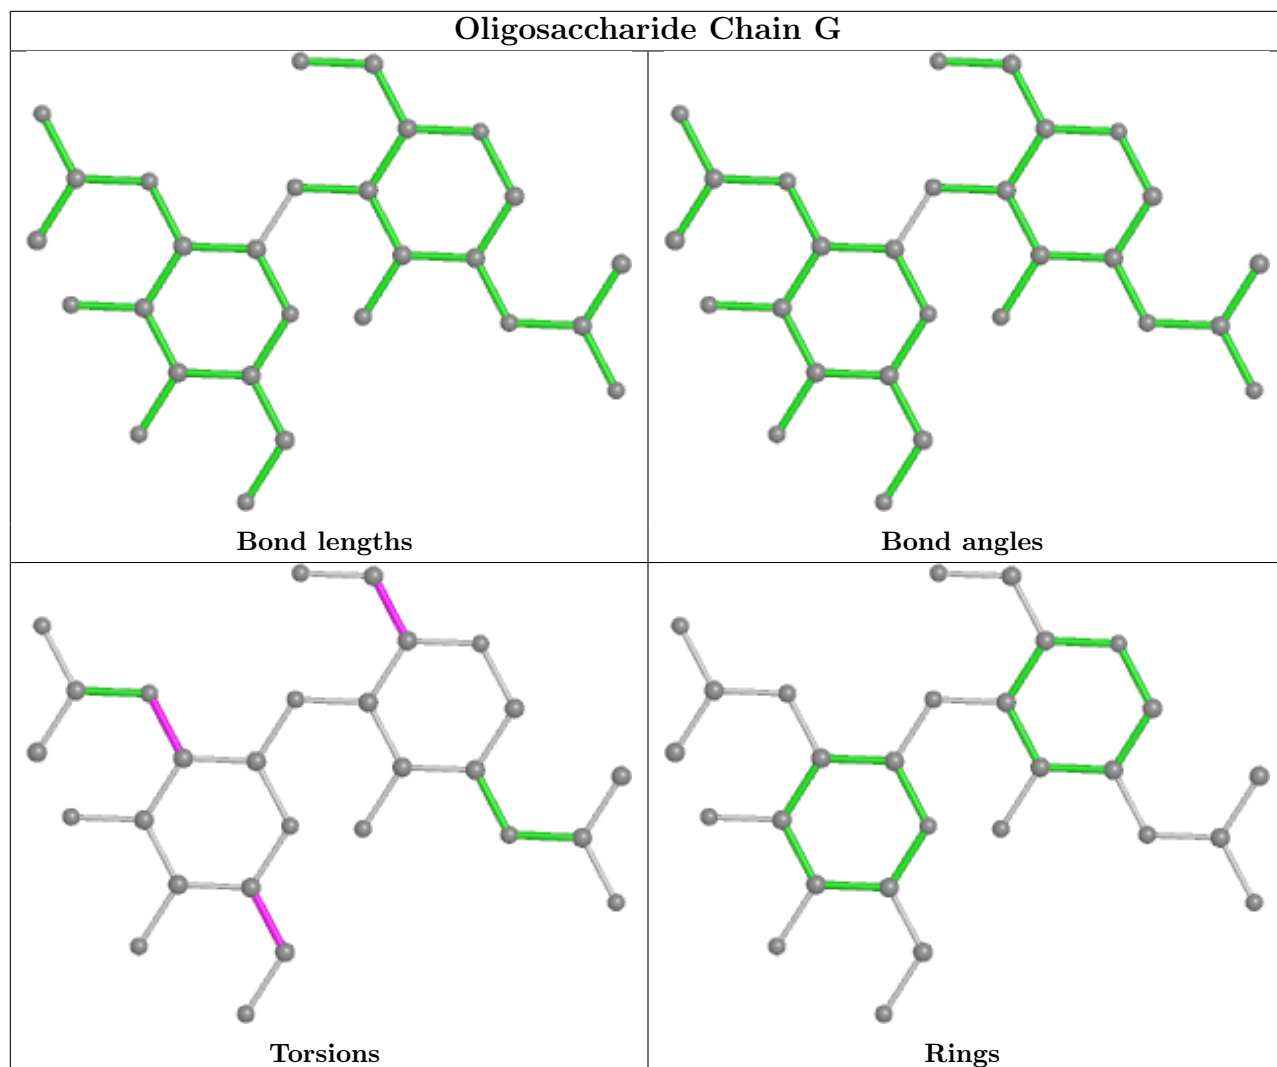 Oligosaccharide Chain G
Bond lengths
Bond angles
Torsions
Rings